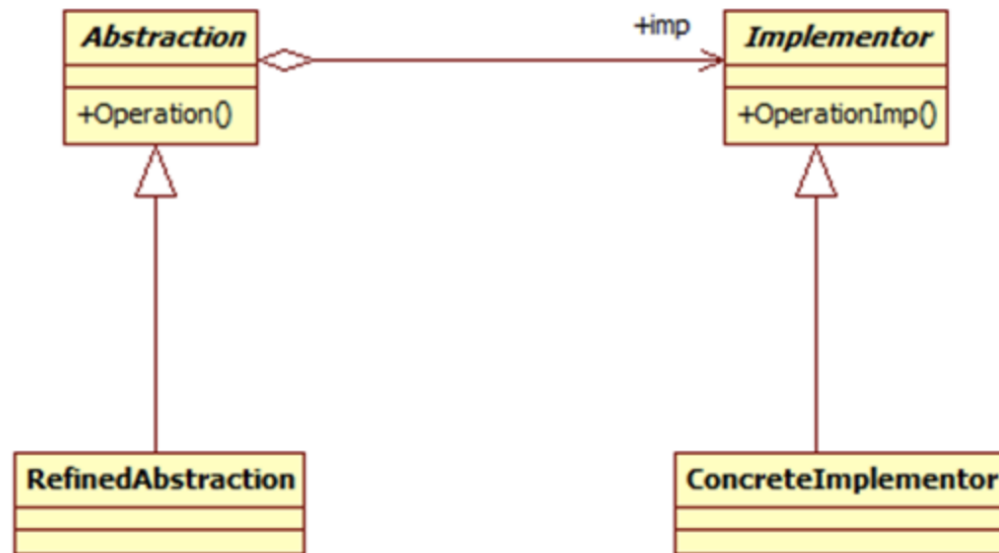 Abstraction
+Operation()
+imp
Implementor
+OperationImp()
RefinedAbstraction
ConcreteImplementor